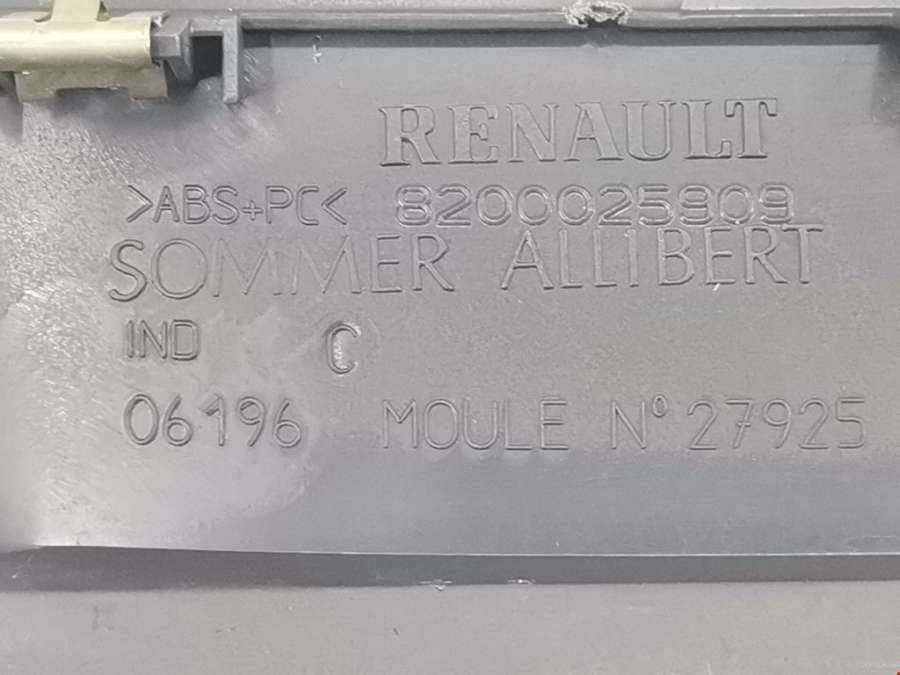 RENAULT
>ABS+PC< 8200025909
SOMMER ALLIBERT
IND C
06196 MOULE N° 27925